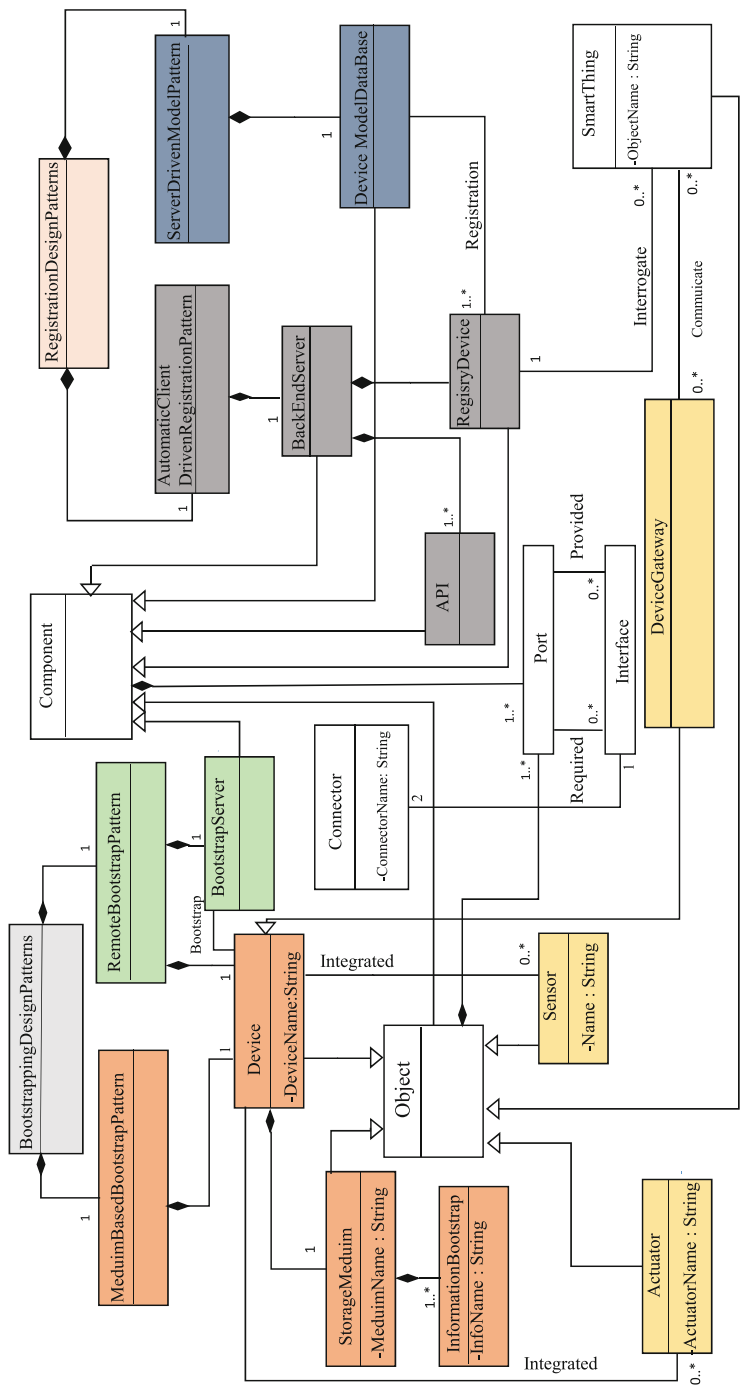 BootstrappingDesignPatterns
RegistrationDesignPatterns
1
1
1
1
MeduimBasedBootstrapPattern
RemoteBootstrapPattern
Component
AutomaticClient
DrivenRegistrationPattern
ServerDrivenModelPattern
1
1
Bootstrap
1
1
1
Device
-DeviceName:String
BootstrapServer
BackEndServer
Device ModelDataBase
1
Integrated
StorageMeduim
-MeduimName : String
Object
Connector
-ConnectorName: String
2
API
1..*
RegisryDevice
1..*
Registration
1..*
InformationBootstrap
-InfoName : String
0..*
Sensor
-Name : String
1..*
1..*
Port
1
Required
0..*
Provided
0..*
Interface
1
Interrogate
0..*
SmartThing
-ObjectName : String
Integrated
0..*
Actuator
-ActuatorName : String
DeviceGateway
0..*
Commuicate
0..*